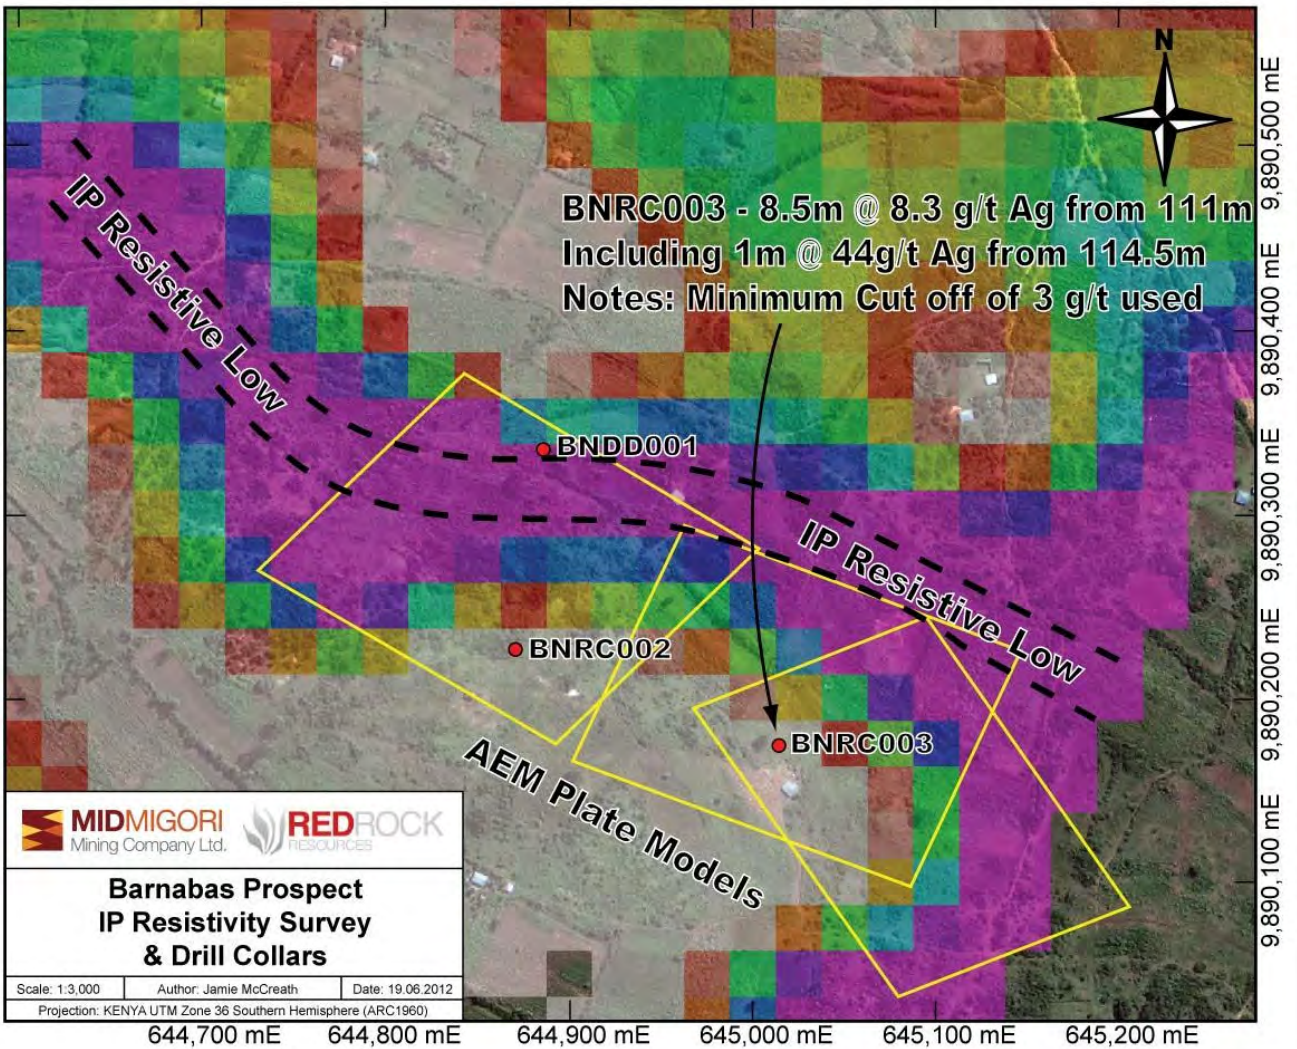 N
9,890,500 mE
BNRC003 - 8.5m @ 8.3 g/t Ag from 111m
Including 1m @ 44g/t Ag from 114.5m
Notes: Minimum Cut off of 3 g/t used
IP Resistive Low
9,890,400 mE
BNDD001
9,890,300 mE
IP Resistive Low
BNRC002
9,890,200 mE
BNRC003
AEM Plate Models
9,890,100 mE
MIDMIGORI
Mining Company Ltd.
REDROCK
RESOURCES
Barnabas Prospect
IP Resistivity Survey
& Drill Collars
Scale: 1:3,000 Author: Jamie McCreath Date: 19.06.2012
Projection: KENYA UTM Zone 36 Southern Hemisphere (ARC1960)
644,700 mE 644,800 mE 644,900 mE 645,000 mE 645,100 mE 645,200 mE